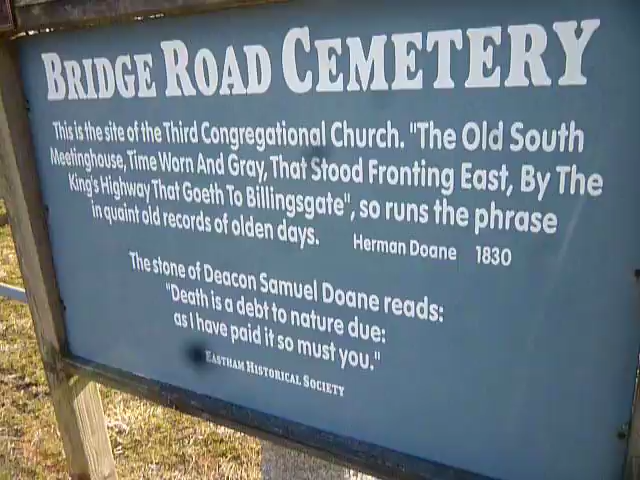 BRIDGE ROAD CEMETERY
This is the site of the Third Congregational Church. "The Old South
Meetinghouse, Time Worn And Gray, That Stood Fronting East, By The
King's Highway That Goeth To Billingsgate", so runs the phrase
in quaint old records of olden days. Herman Doane 1830
The stone of Deacon Samuel Doane reads:
"Death is a debt to nature due:
as I have paid it so must you."
EASTHAM HISTORICAL SOCIETY